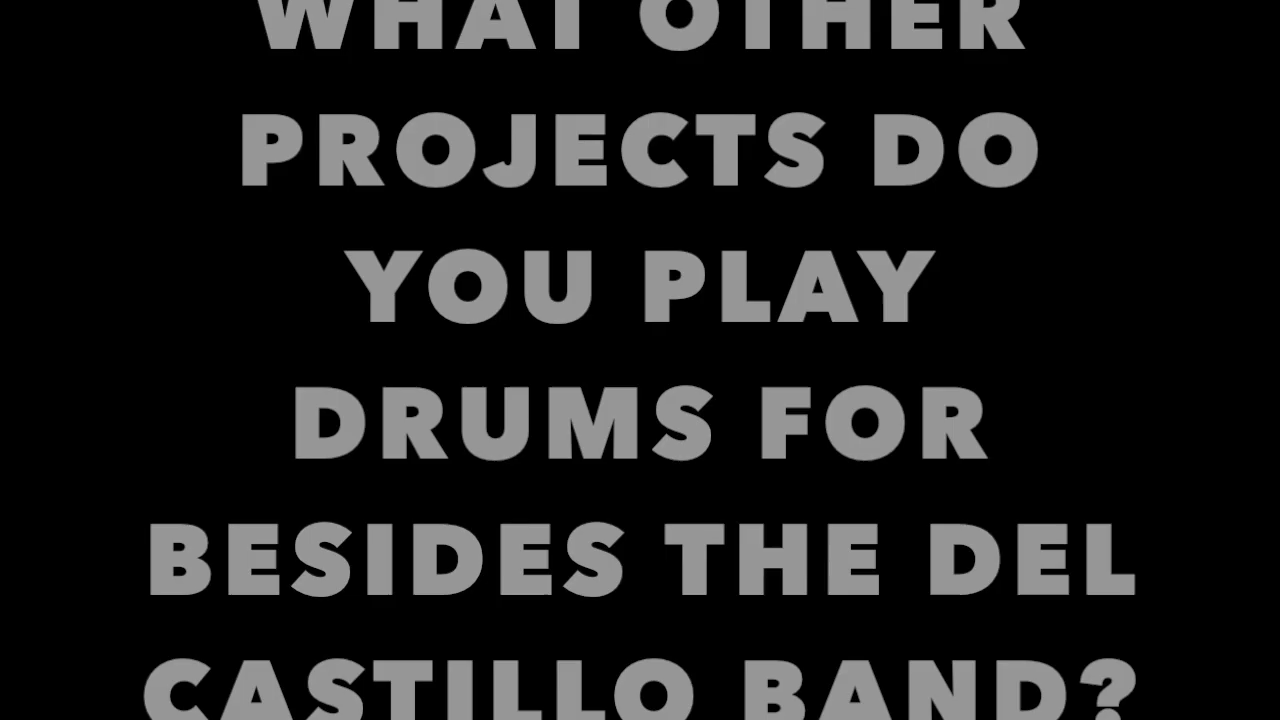 WHAT OTHER
PROJECTS DO
YOU PLAY
DRUMS FOR
BESIDES THE DEL
CASTILLO BAND?